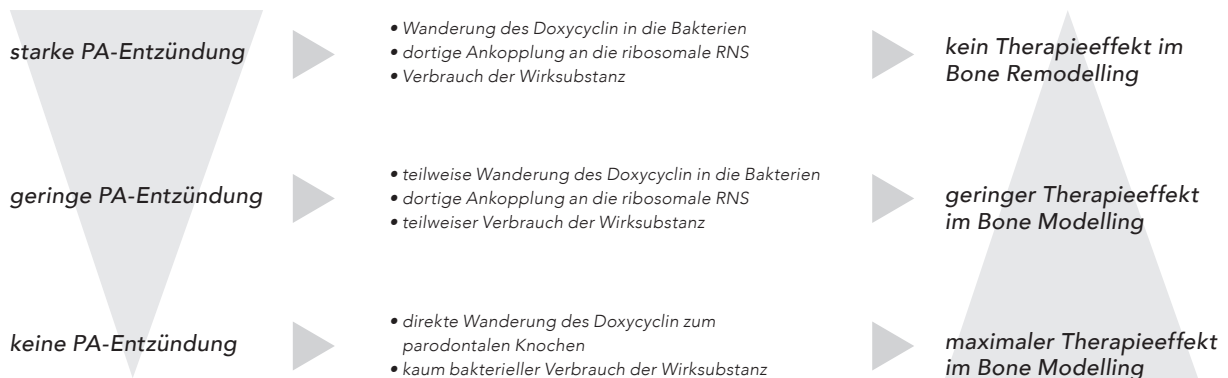 starke PA-Entzündung
• Wanderung des Doxycyclin in die Bakterien
• dortige Ankopplung an die ribosomale RNS
• Verbrauch der Wirksubstanz
kein Therapieeffekt im
Bone Remodelling
geringe PA-Entzündung
• teilweise Wanderung des Doxycyclin in die Bakterien
• dortige Ankopplung an die ribosomale RNS
• teilweiser Verbrauch der Wirksubstanz
geringer Therapieeffekt
im Bone Modelling
keine PA-Entzündung
• direkte Wanderung des Doxycyclin zum
parodontalen Knochen
• kaum bakterieller Verbrauch der Wirksubstanz
maximaler Therapieeffekt
im Bone Modelling